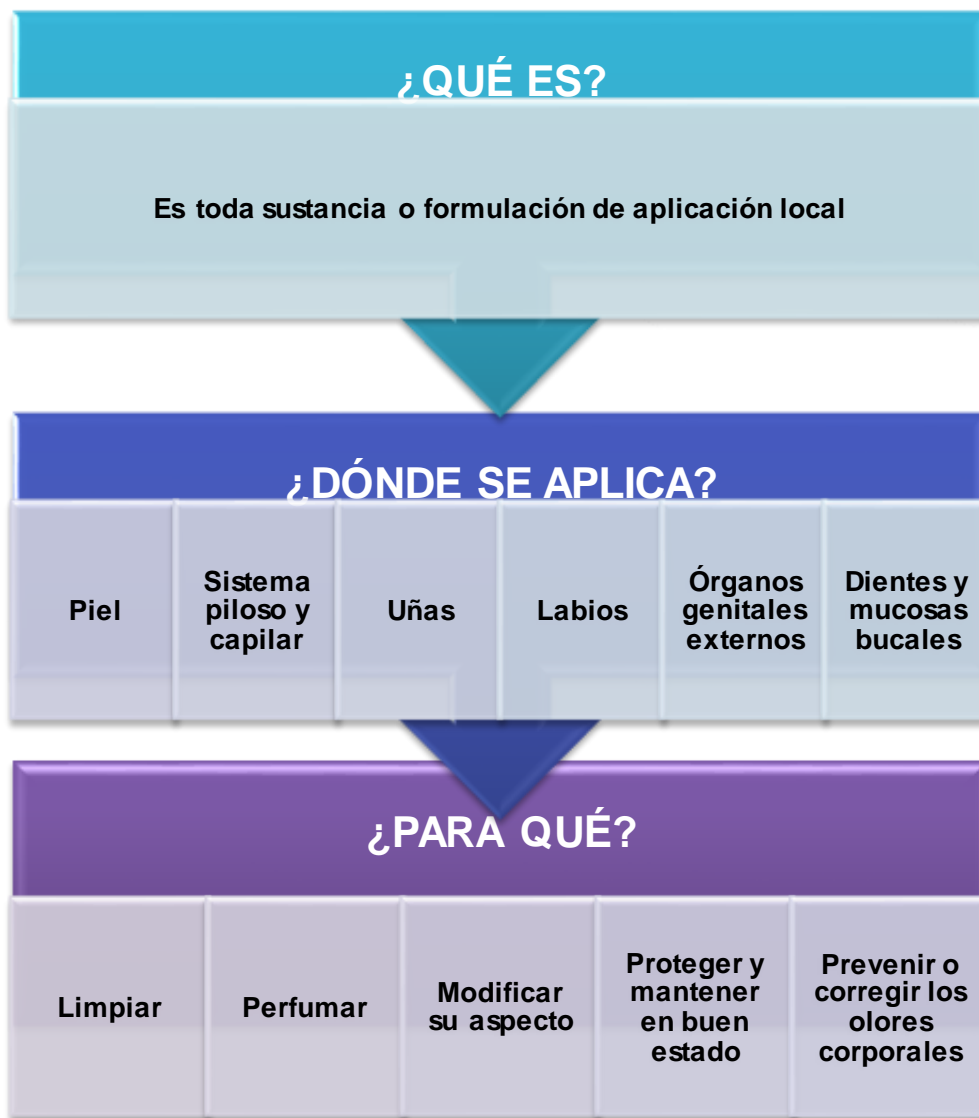 ¿QUÉ ES?
Es toda sustancia o formulación de aplicación local
¿DÓNDE SE APLICA?
Piel
Sistema
piloso y
capilar
Uñas
Labios
Órganos
genitales
externos
Dientes y
mucosas
bucales
¿PARA QUÉ?
Limpiar
Perfumar
Modificar
su aspecto
Proteger y
mantener
en buen
estado
Prevenir o
corregir los
olores
corporales